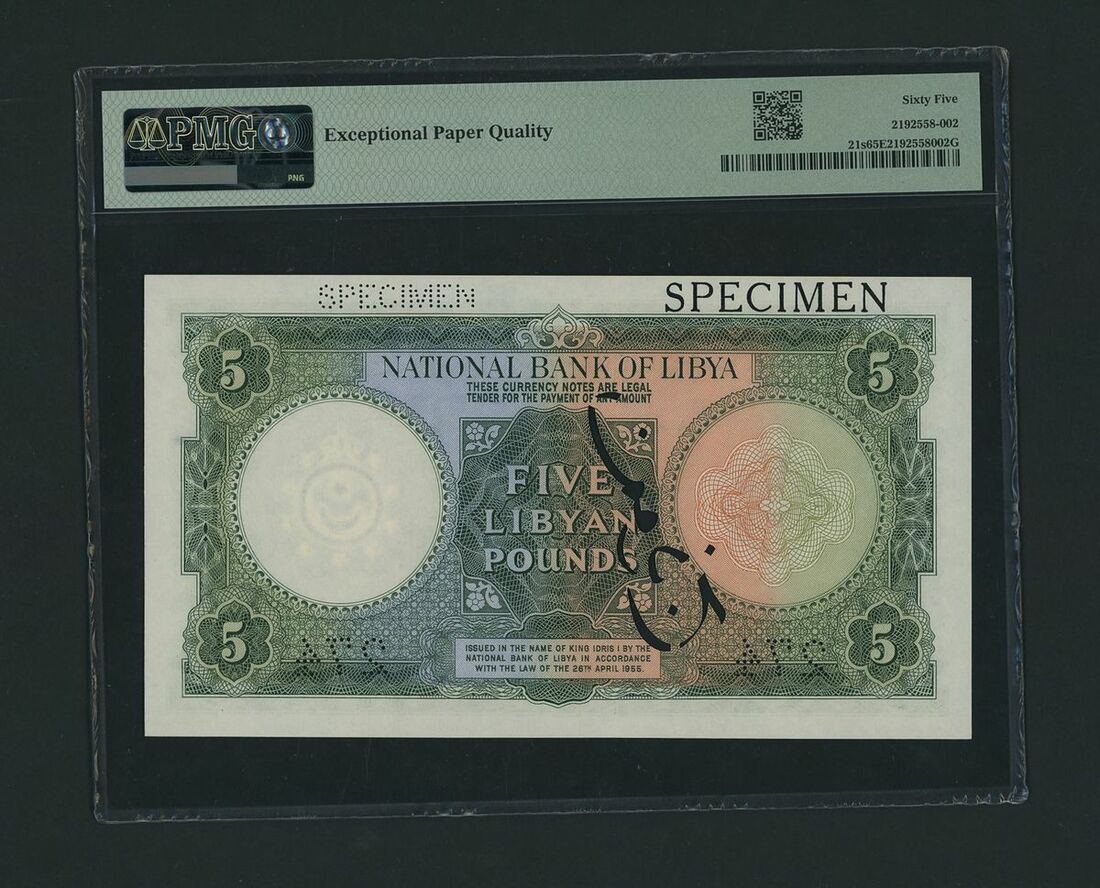 PMG
PNG
Exceptional Paper Quality
Sixty Five
2192558-002
21s65E2192558002G
SPECIMEN
SPECIMEN
5
5
NATIONAL BANK OF LIBYA
THESE CURRENCY NOTES ARE LEGAL
TENDER FOR THE PAYMENT OF ANY AMOUNT
FIVE
LIBYAN
POUNDS
5
5
ISSUED IN THE NAME OF KING IDRIS I BY THE
NATIONAL BANK OF LIBYA IN ACCORDANCE
WITH THE LAW OF THE 26TH APRIL 1955.